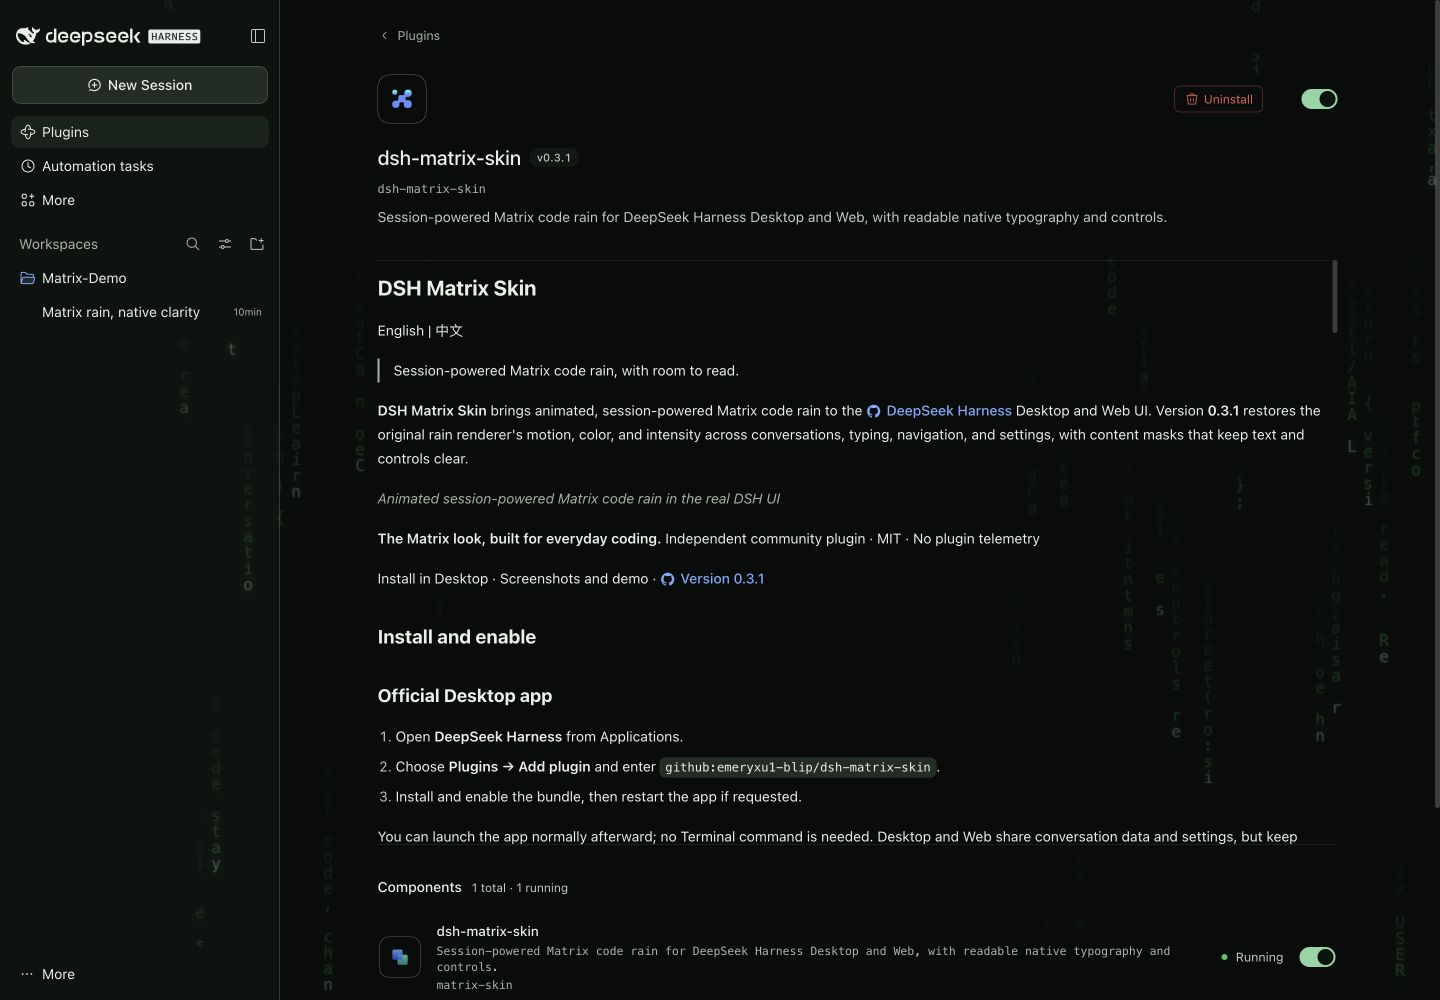 deepseek HARNESS
New Session
Plugins
Automation tasks
More
Workspaces
Matrix-Demo
Matrix rain, native clarity 10min
More
Plugins
Uninstall
dsh-matrix-skin v0.3.1
dsh-matrix-skin
Session-powered Matrix code rain for DeepSeek Harness Desktop and Web, with readable native typography and controls.
DSH Matrix Skin
English | 中文
Session-powered Matrix code rain, with room to read.
DSH Matrix Skin brings animated, session-powered Matrix code rain to the DeepSeek Harness Desktop and Web UI. Version 0.3.1 restores the
original rain renderer's motion, color, and intensity across conversations, typing, navigation, and settings, with content masks that keep text and
controls clear.
Animated session-powered Matrix code rain in the real DSH UI
The Matrix look, built for everyday coding. Independent community plugin · MIT · No plugin telemetry
Install in Desktop · Screenshots and demo · Version 0.3.1
Install and enable
Official Desktop app
1. Open DeepSeek Harness from Applications.
2. Choose Plugins → Add plugin and enter github:emeryxu1-blip/dsh-matrix-skin.
3. Install and enable the bundle, then restart the app if requested.
You can launch the app normally afterward; no Terminal command is needed. Desktop and Web share conversation data and settings, but keep
Components 1 total · 1 running
dsh-matrix-skin
Session-powered Matrix code rain for DeepSeek Harness Desktop and Web, with readable native typography and
controls.
matrix-skin
Running